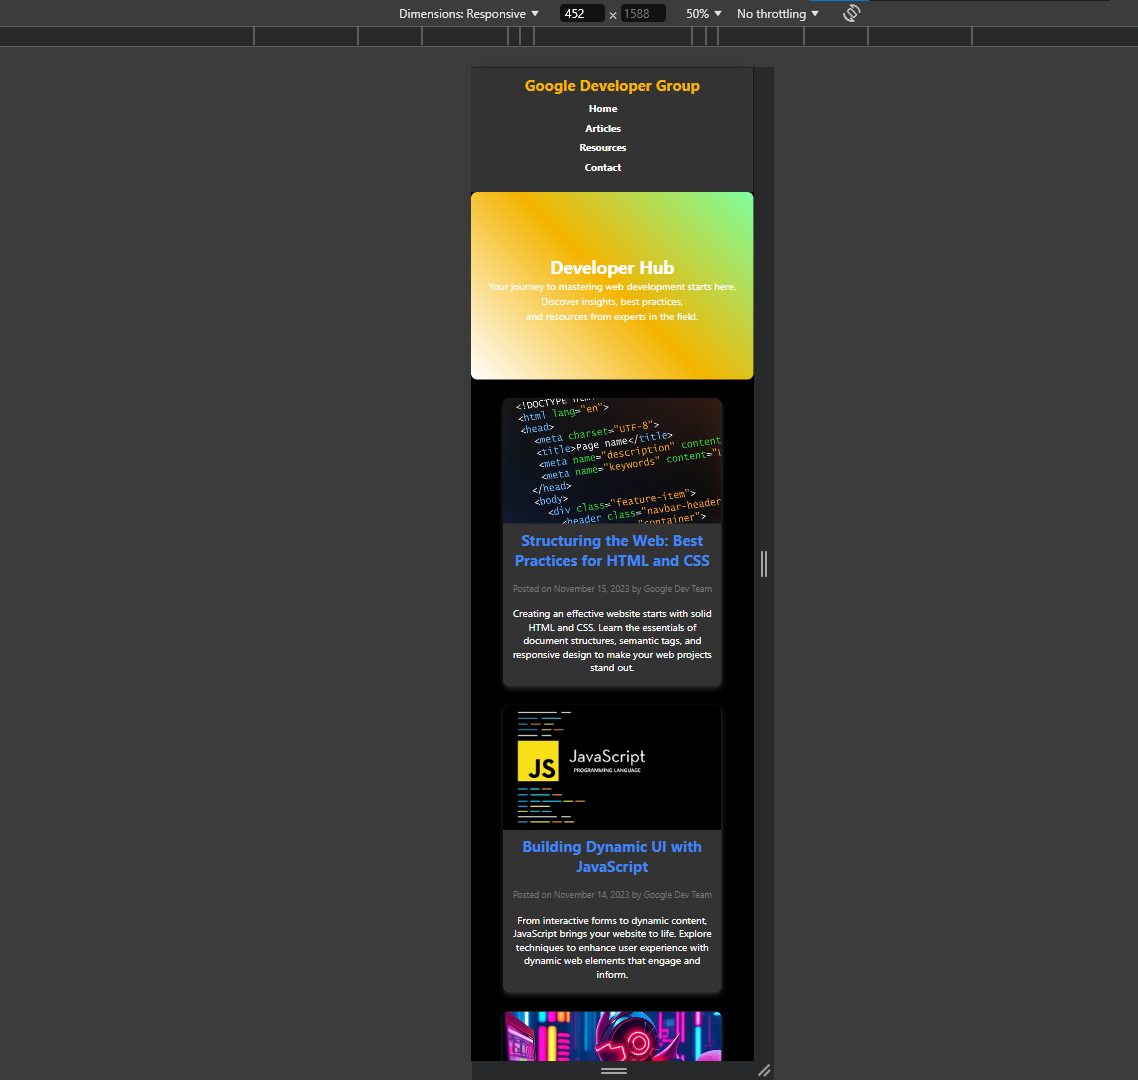 Dimensions: Responsive 452 × 1588 50% No throttling
Google Developer Group
Home
Articles
Resources
Contact
Developer Hub
Your journey to mastering web development starts here.
Discover insights, best practices,
and resources from experts in the field.
<html lang="en">
<head>
<meta charset="UTF-8">
<title>Page name</title>
<meta name="description" content
<meta name="keywords" content="
</head>
<body>
<div class="feature-item">
<header class="navbar-header
"container">
Structuring the Web: Best
Practices for HTML and CSS
Posted on November 15, 2023 by Google Dev Team
Creating an effective website starts with solid
HTML and CSS. Learn the essentials of
document structures, semantic tags, and
responsive design to make your web projects
stand out.
JS
JavaScript
PROGRAMMING LANGUAGE
Building Dynamic UI with
JavaScript
Posted on November 14, 2023 by Google Dev Team
From interactive forms to dynamic content,
JavaScript brings your website to life. Explore
techniques to enhance user experience with
dynamic web elements that engage and
inform.